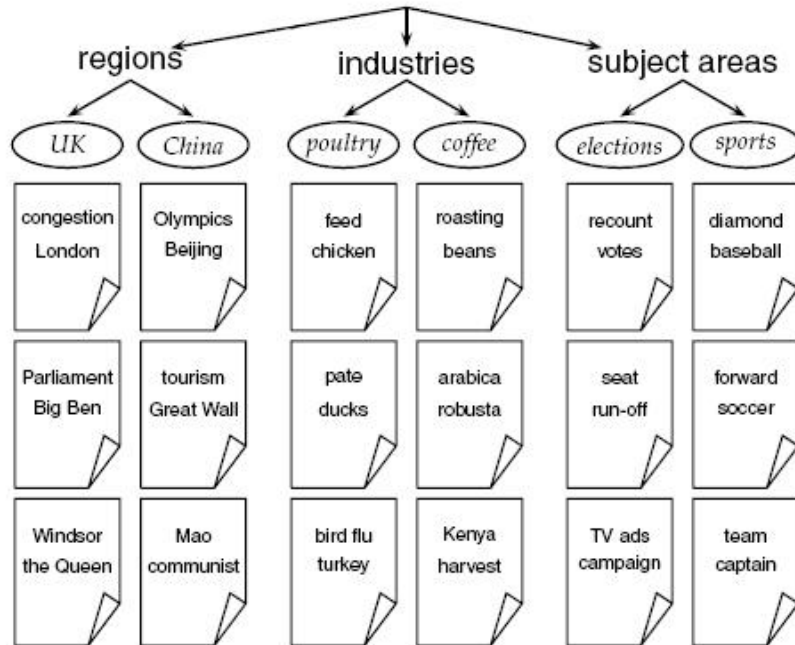 regions
industries
subject areas
UK
China
poultry
coffee
elections
sports
congestion
London
Olympics
Beijing
feed
chicken
roasting
beans
recount
votes
diamond
baseball
Parliament
Big Ben
tourism
Great Wall
pate
ducks
arabica
robusta
seat
run-off
forward
soccer
Windsor
the Queen
Mao
communist
bird flu
turkey
Kenya
harvest
TV ads
campaign
team
captain